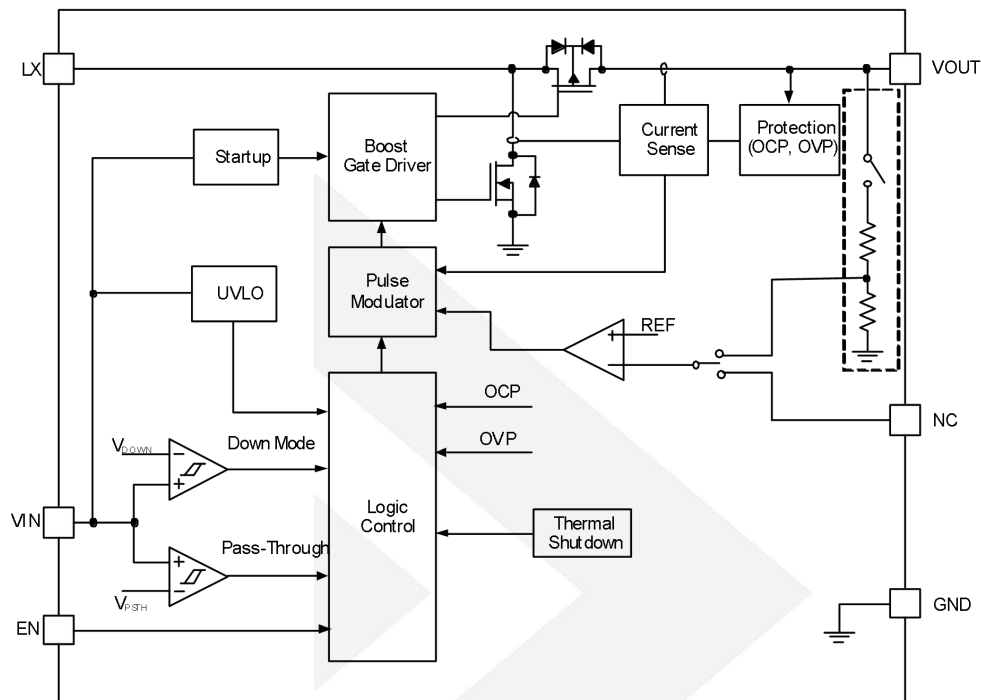 LX
VOUT
Startup
Boost
Gate Driver
Current
Sense
Protection
(OCP, OVP)
UVLO
Pulse
Modulator
REF
+
OCP
NC
OVP
VDOWN
Down Mode
−
+
Logic
Control
VIN
Thermal
Shutdown
Pass-Through
+
−
VPSTH
EN
GND